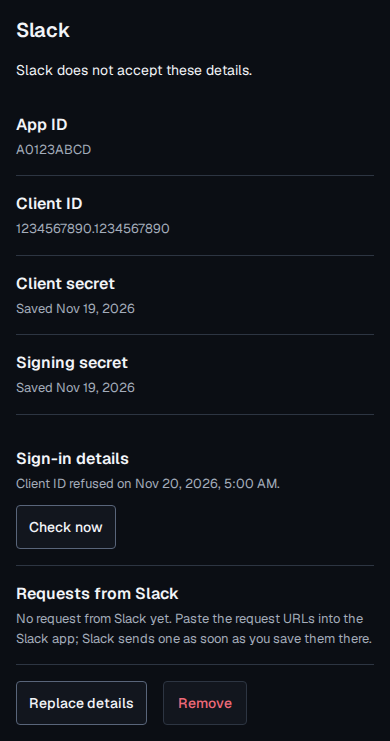 Slack
Slack does not accept these details.
App ID
A0123ABCD
Client ID
1234567890.1234567890
Client secret
Saved Nov 19, 2026
Signing secret
Saved Nov 19, 2026
Sign-in details
Client ID refused on Nov 20, 2026, 5:00 AM.
Check now
Requests from Slack
No request from Slack yet. Paste the request URLs into the
Slack app; Slack sends one as soon as you save them there.
Replace details
Remove